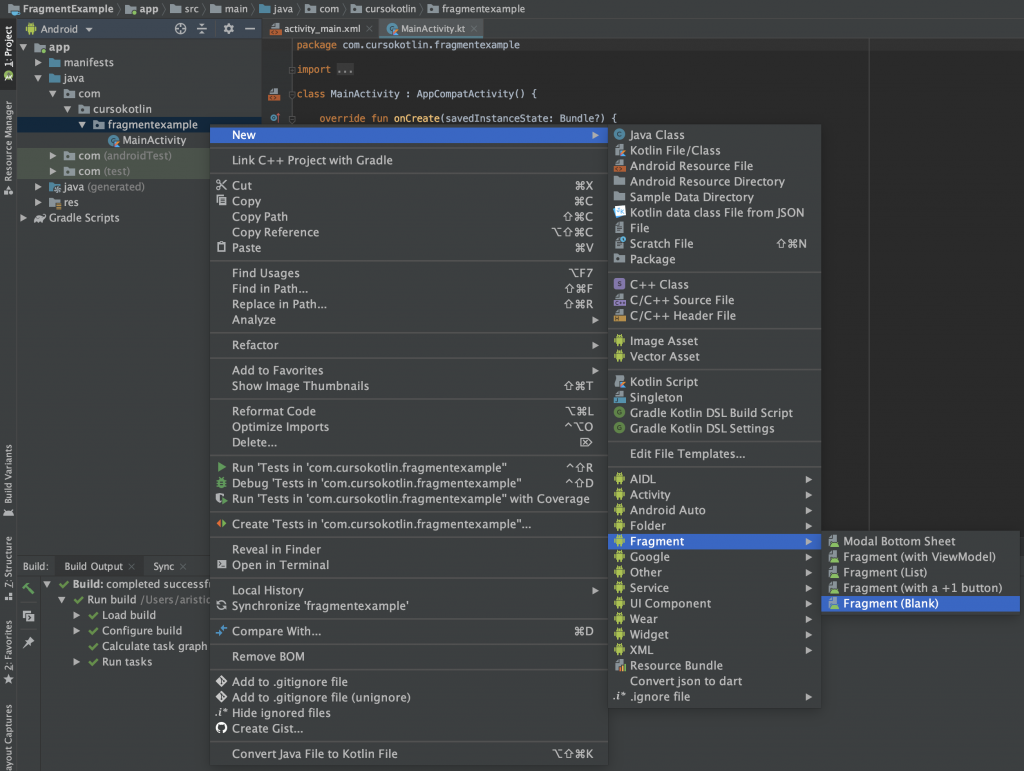 FragmentExample app src main java com cursokotlin fragmentexample
Android
activity_main.xml
MainActivity.kt
1: Project
Resource Manager
Build Variants
Z: Structure
2: Favorites
ayout Captures
app
manifests
java
com
cursokotlin
fragmentexample
MainActivity
com (androidTest)
com (test)
java (generated)
res
Gradle Scripts
package com.cursokotlin.fragmentexample
import ...
class MainActivity : AppCompatActivity() {
override fun onCreate(savedInstanceState: Bundle?) {
New
Link C++ Project with Gradle
Cut ⌘X
Copy ⌘C
Copy Path ⇧⌘C
Copy Reference ⌥⇧⌘C
Paste ⌘V
Find Usages ⌥F7
Find in Path... ⇧⌘F
Replace in Path... ⇧⌘R
Analyze
Refactor
Add to Favorites
Show Image Thumbnails ⇧⌘T
Reformat Code ⌥⌘L
Optimize Imports ^⌥O
Delete... ⌦
Run 'Tests in 'com.cursokotlin.fragmentexample'' ^⇧R
Debug 'Tests in 'com.cursokotlin.fragmentexample'' ^⇧D
Run 'Tests in 'com.cursokotlin.fragmentexample'' with Coverage
Create 'Tests in 'com.cursokotlin.fragmentexample''...
Reveal in Finder
Open in Terminal
Local History
Synchronize 'fragmentexample'
Compare With... ⌘D
Remove BOM
Add to .gitignore file
Add to .gitignore file (unignore)
Hide ignored files
Create Gist...
Convert Java File to Kotlin File ⌥⇧⌘K
Java Class
Kotlin File/Class
Android Resource File
Android Resource Directory
Sample Data Directory
Kotlin data class File from JSON
File
Scratch File ⇧⌘N
Package
C++ Class
C/C++ Source File
C/C++ Header File
Image Asset
Vector Asset
Kotlin Script
Singleton
Gradle Kotlin DSL Build Script
Gradle Kotlin DSL Settings
Edit File Templates...
AIDL
Activity
Android Auto
Folder
Fragment
Google
Other
Service
UI Component
Wear
Widget
XML
Resource Bundle
Convert json to dart
.ignore file
Modal Bottom Sheet
Fragment (with ViewModel)
Fragment (List)
Fragment (with a +1 button)
Fragment (Blank)
Build: Build Output Sync
Build: completed successf
Run build /Users/aristic
Load build
Configure build
Calculate task graph
Run tasks